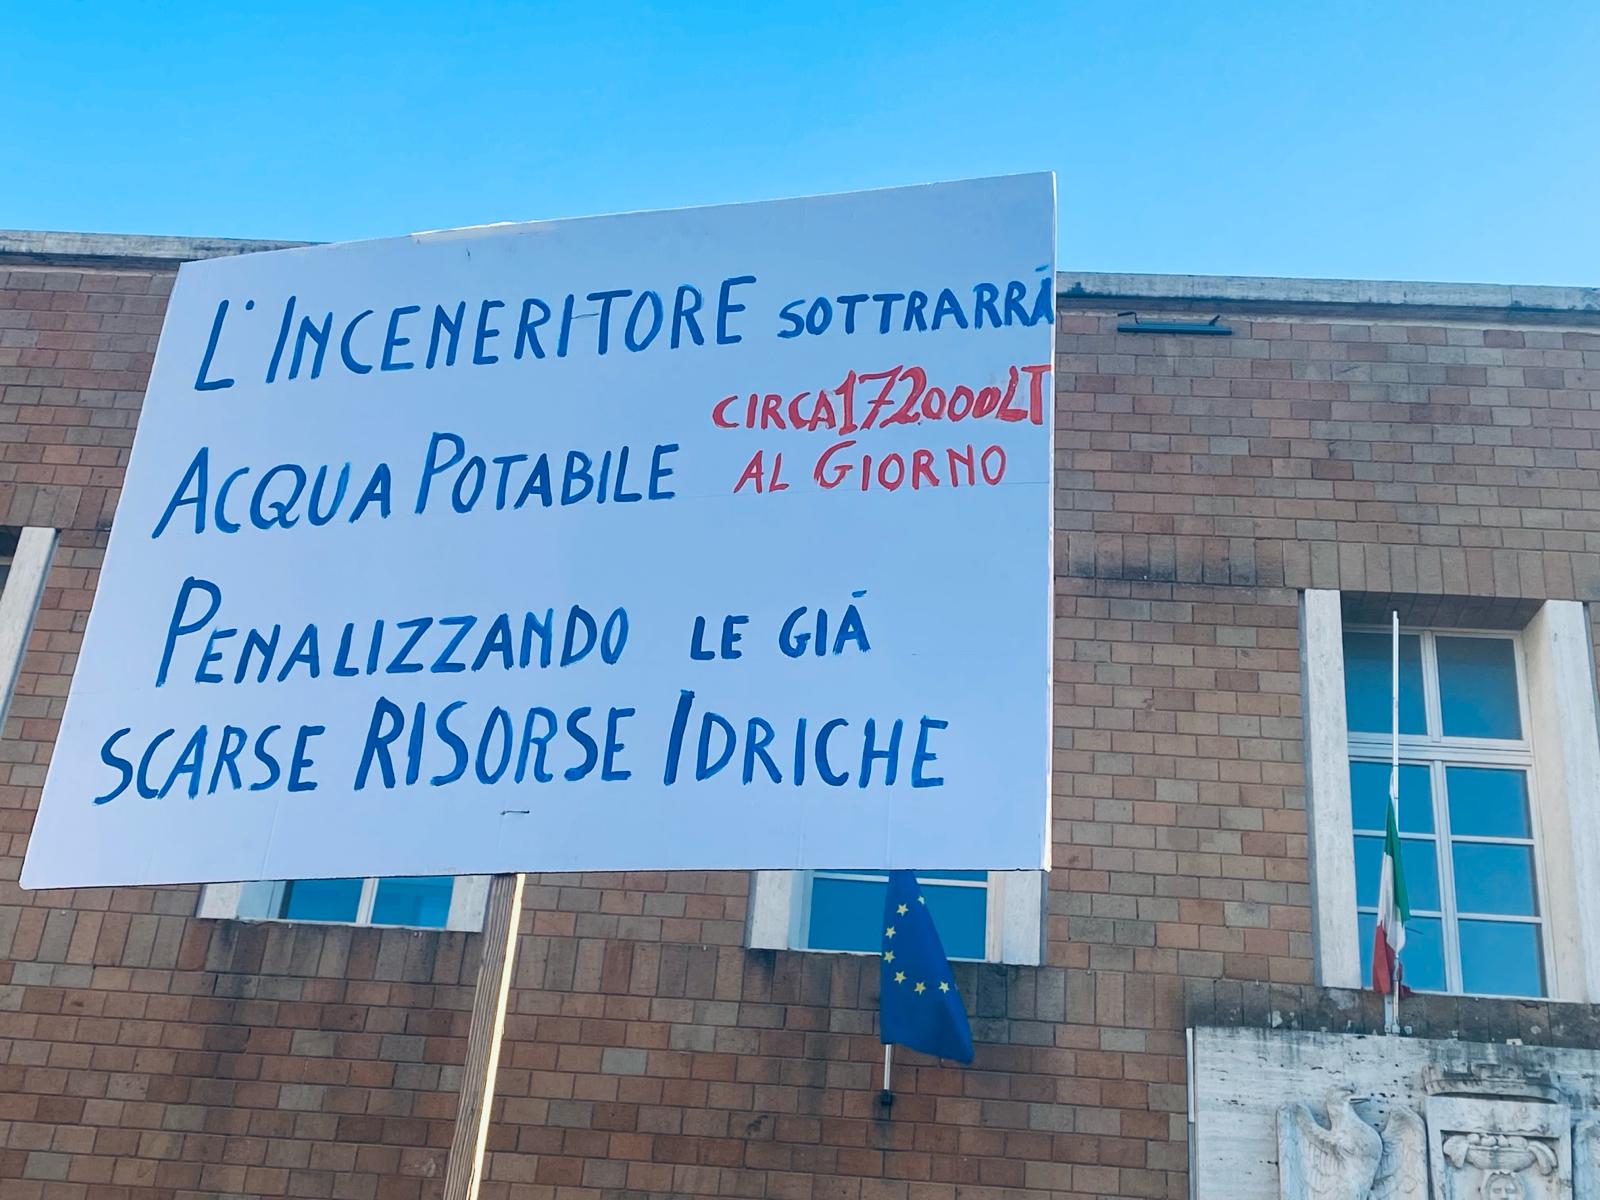 L'INCENERITORE SOTTRARRÁ
CIRCA 172000LT
AL GIORNO
ACQUA POTABILE
PENALIZZANDO LE GIÁ
SCARSE RISORSE IDRICHE